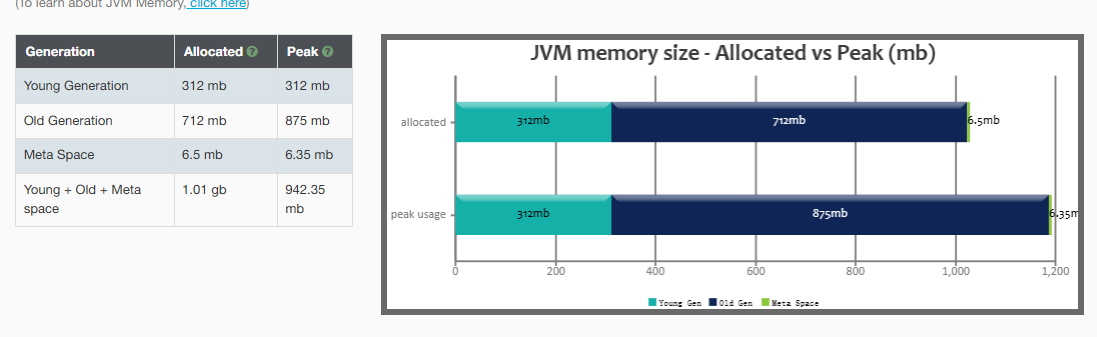 (To learn about JVM Memory, click here)
Generation Allocated Peak
Young Generation 312 mb 312 mb
Old Generation 712 mb 875 mb
Meta Space 6.5 mb 6.35 mb
Young + Old + Meta space 1.01 gb 942.35 mb
JVM memory size - Allocated vs Peak (mb)
allocated 312mb 712mb 6.5mb
peak usage 312mb 875mb 6.35m
0 200 400 600 800 1,000 1,200
Young Gen Old Gen Meta Space